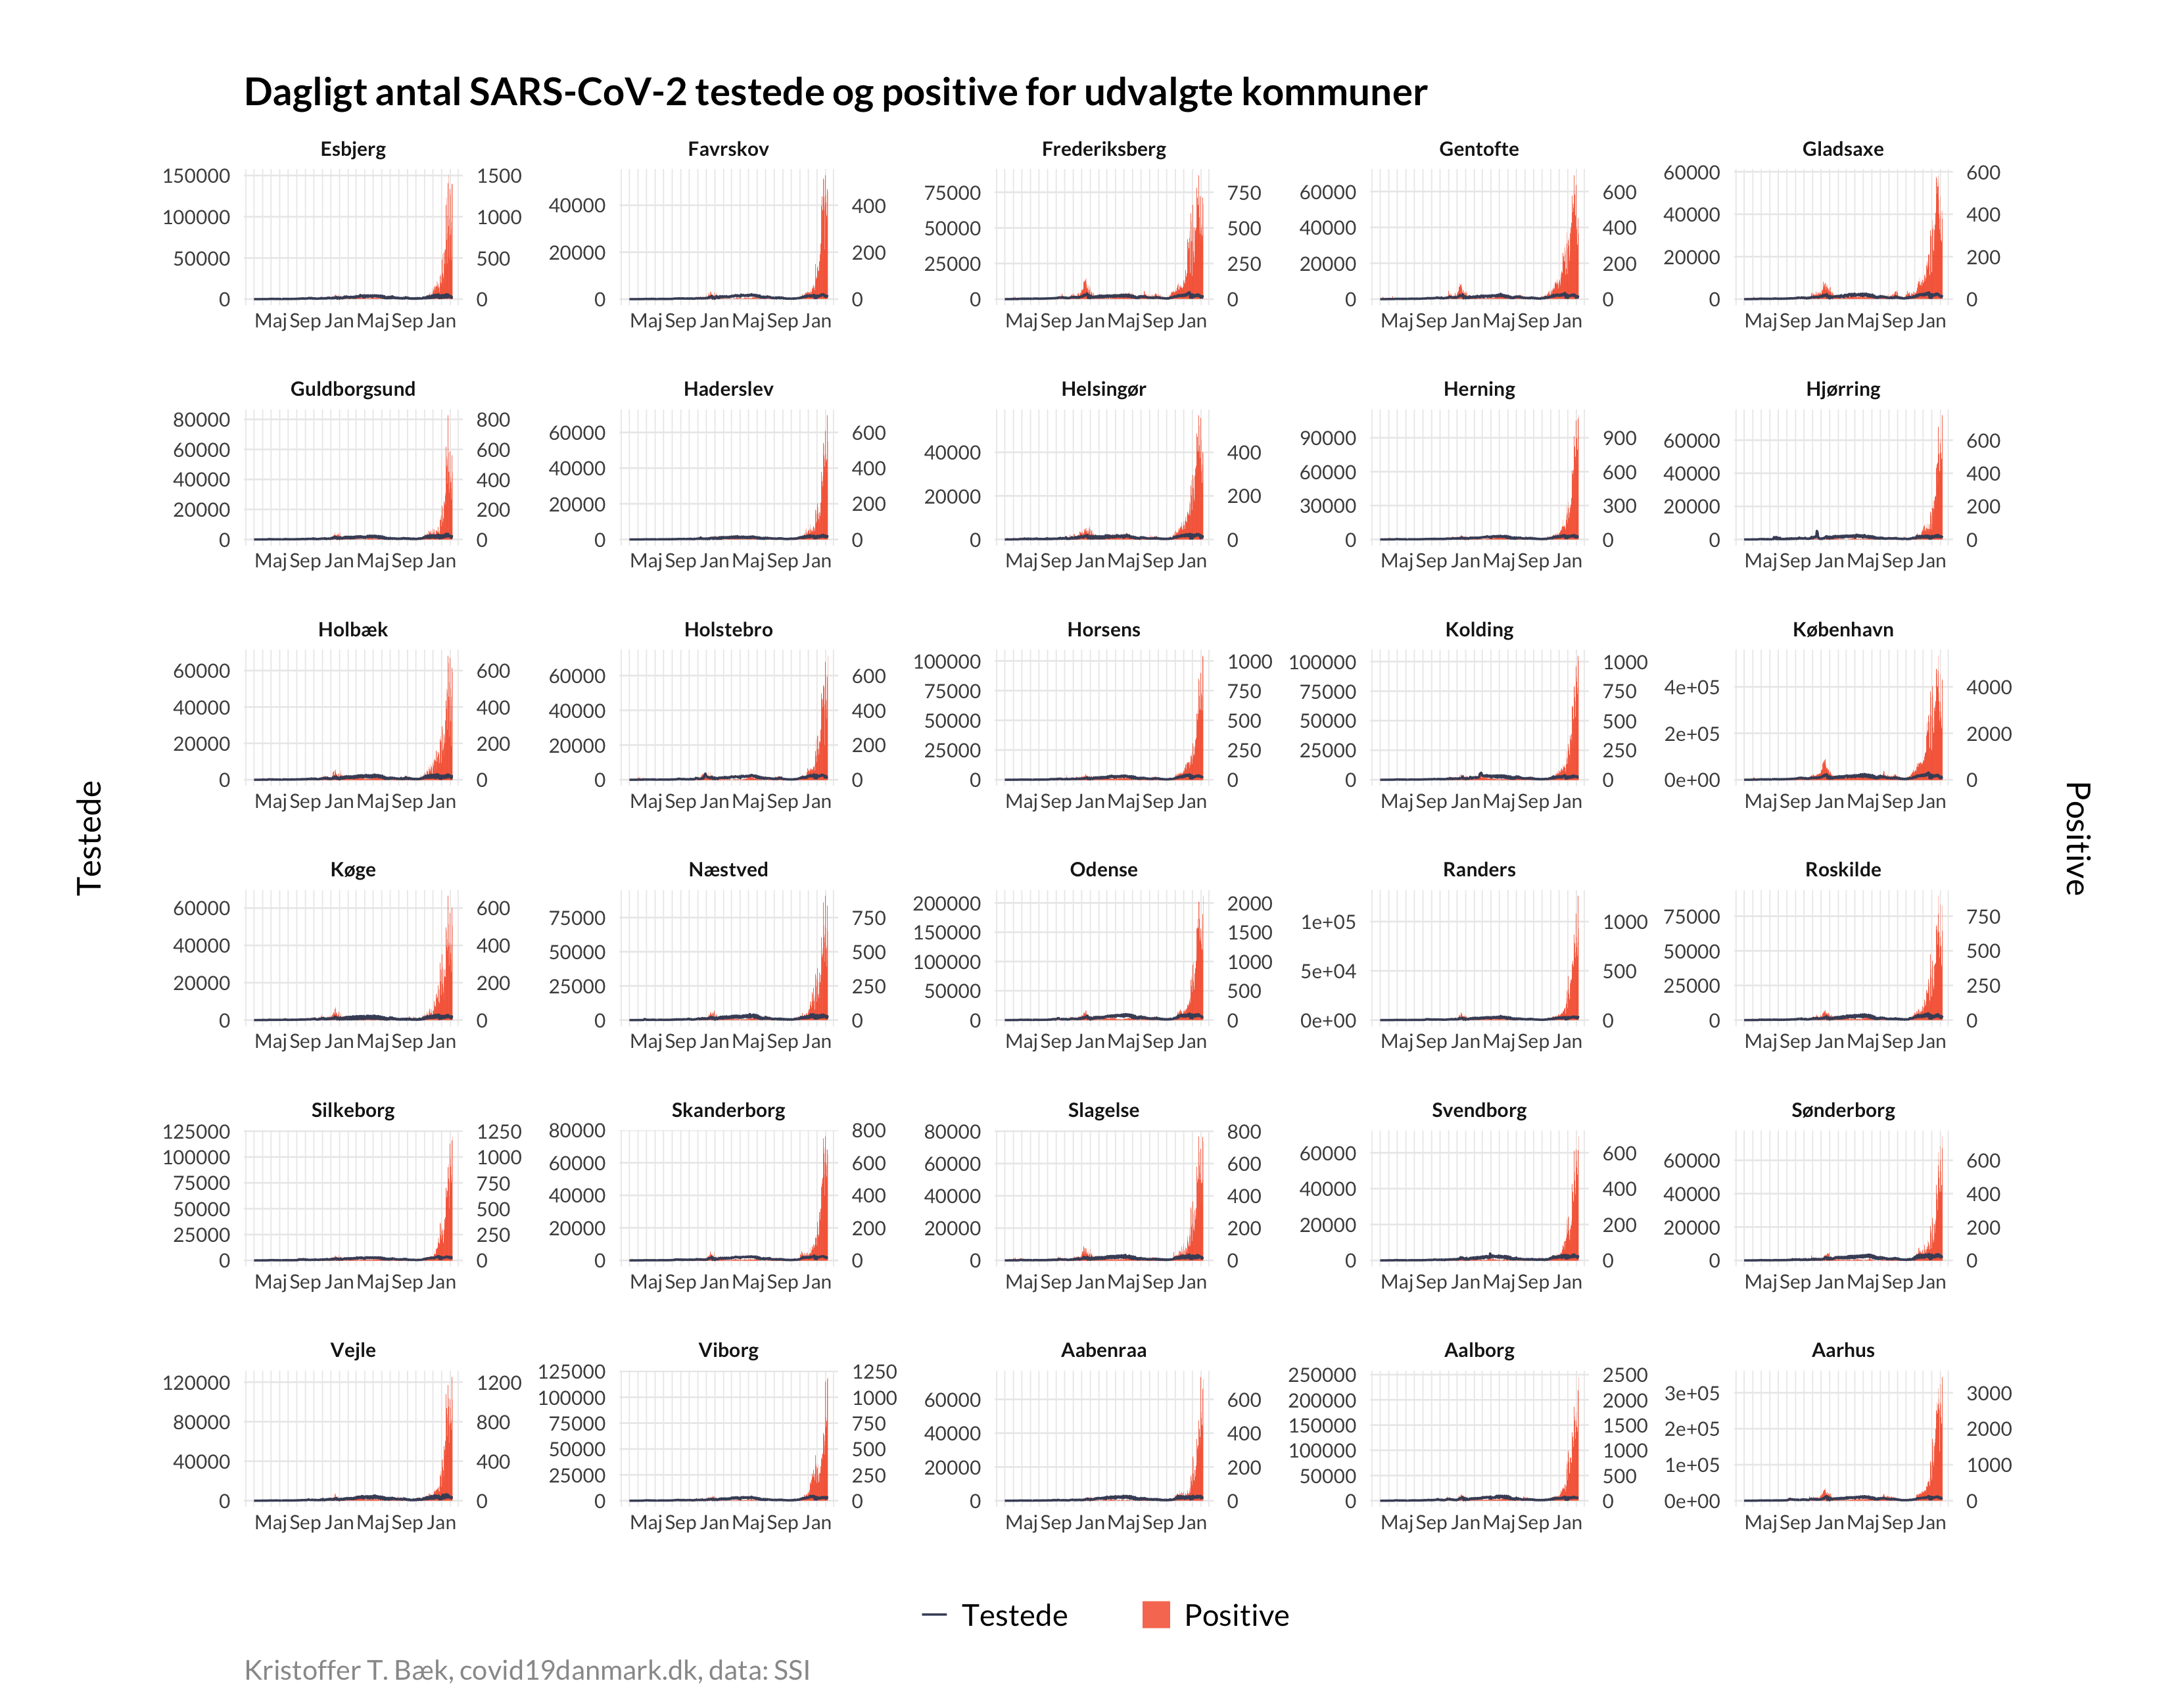 Dagligt antal SARS-CoV-2 testede og positive for udvalgte kommuner
Esbjerg Favrskov Frederiksberg Gentofte Gladsaxe
150000 1500 60000 600
100000 1000 40000 400 75000 750 60000 600 40000 400
50000 500 20000 200 50000 500 40000 400 20000 200
25000 250 20000 200
0 0 0 0 0 0 0 0 0 0
Maj Sep Jan Maj Sep Jan Maj Sep Jan Maj Sep Jan Maj Sep Jan Maj Sep Jan Maj Sep Jan Maj Sep Jan Maj Sep Jan Maj Sep Jan
Guldborgsund Haderslev Helsingør Herning Hjørring
80000 800
60000 600 60000 600 40000 400 90000 900 60000 600
40000 400 40000 400 20000 200 60000 600 40000 400
20000 200 20000 200 30000 300 20000 200
0 0 0 0 0 0 0 0 0 0
Maj Sep Jan Maj Sep Jan Maj Sep Jan Maj Sep Jan Maj Sep Jan Maj Sep Jan Maj Sep Jan Maj Sep Jan Maj Sep Jan Maj Sep Jan
Holbæk Holstebro Horsens Kolding København
100000 1000 100000 1000
60000 600 60000 600 75000 750 75000 750 4e+05 4000
40000 400 40000 400 50000 500 50000 500 2e+05 2000
20000 200 20000 200 25000 250 25000 250
0 0 0 0 0 0 0 0 0e+00 0
Maj Sep Jan Maj Sep Jan Maj Sep Jan Maj Sep Jan Maj Sep Jan Maj Sep Jan Maj Sep Jan Maj Sep Jan Maj Sep Jan Maj Sep Jan
Testede
Positive
Køge Næstved Odense Randers Roskilde
200000 2000
60000 600 75000 750 150000 1500 1e+05 1000 75000 750
40000 400 50000 500 100000 1000 5e+04 500 50000 500
20000 200 25000 250 50000 500 25000 250
0 0 0 0 0 0 0e+00 0 0 0
Maj Sep Jan Maj Sep Jan Maj Sep Jan Maj Sep Jan Maj Sep Jan Maj Sep Jan Maj Sep Jan Maj Sep Jan Maj Sep Jan Maj Sep Jan
Silkeborg Skanderborg Slagelse Svendborg Sønderborg
125000 1250 80000 800 80000 800
100000 1000 60000 600 60000 600 60000 600 60000 600
75000 750 40000 400 40000 400 40000 400 40000 400
50000 500 20000 200 20000 200 20000 200 20000 200
25000 250
0 0 0 0 0 0 0 0 0 0
Maj Sep Jan Maj Sep Jan Maj Sep Jan Maj Sep Jan Maj Sep Jan Maj Sep Jan Maj Sep Jan Maj Sep Jan Maj Sep Jan Maj Sep Jan
Vejle Viborg Aabenraa Aalborg Aarhus
125000 1250 250000 2500
120000 1200 100000 1000 60000 600 200000 2000 3e+05 3000
80000 800 75000 750 40000 400 150000 1500 2e+05 2000
40000 400 50000 500 20000 200 100000 1000 1e+05 1000
25000 250 50000 500
0 0 0 0 0 0 0 0 0e+00 0
Maj Sep Jan Maj Sep Jan Maj Sep Jan Maj Sep Jan Maj Sep Jan Maj Sep Jan Maj Sep Jan Maj Sep Jan Maj Sep Jan Maj Sep Jan
Testede Positive
Kristoffer T. Bæk, covid19danmark.dk, data: SSI